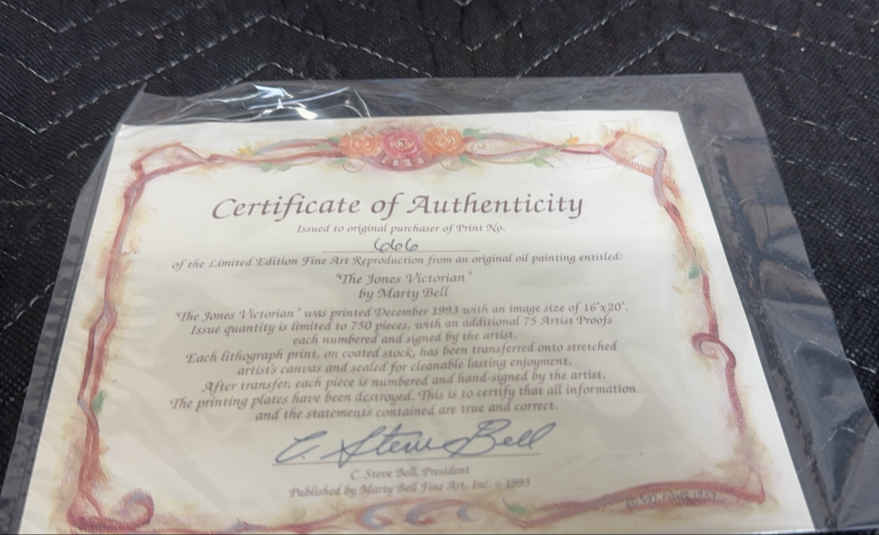 Certificate of Authenticity
Issued to original purchaser of Print No.
666
of the Limited Edition Fine Art Reproduction from an original oil painting entitled:
"The Jones Victorian"
by Marty Bell
"The Jones Victorian" was printed December 1993 with an image size of 16"x20".
Issue quantity is limited to 750 pieces, with an additional 75 Artist Proofs
each numbered and signed by the artist.
Each lithograph print, on coated stock, has been transferred onto stretched
artist's canvas and sealed for cleanable lasting enjoyment.
After transfer, each piece is numbered and hand-signed by the artist.
The printing plates have been destroyed. This is to certify that all information
and the statements contained are true and correct.
C. Steve Bell
C. Steve Bell, President
Published by Marty Bell Fine Art, Inc. © 1993